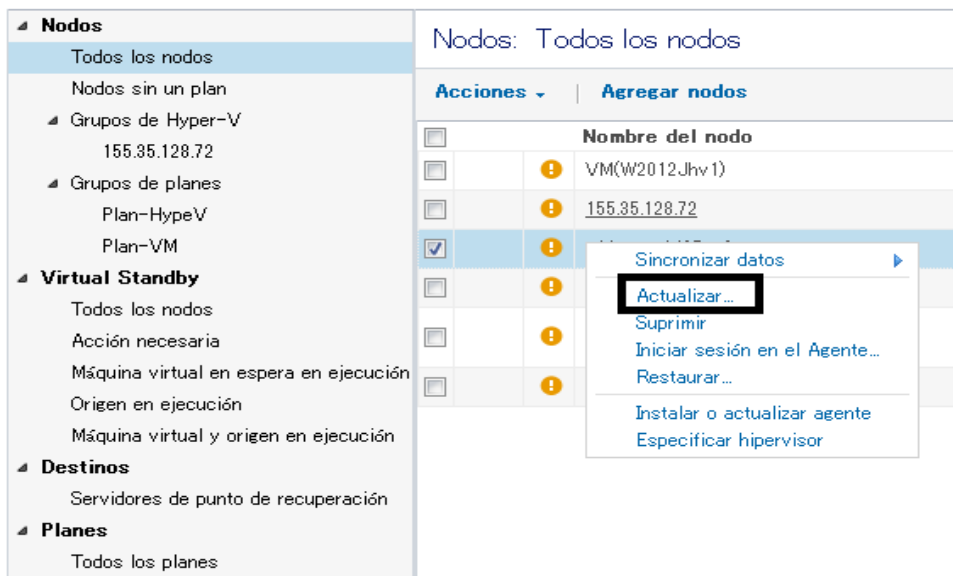 Nodos
Todos los nodos
Nodos sin un plan
Grupos de Hyper-V
155.35.128.72
Grupos de planes
Plan-HypeV
Plan-VM
Virtual Standby
Todos los nodos
Acción necesaria
Máquina virtual en espera en ejecución
Origen en ejecución
Máquina virtual y origen en ejecución
Destinos
Servidores de punto de recuperación
Planes
Todos los planes
Nodos: Todos los nodos
Acciones | Agregar nodos
Nombre del nodo
VM(W2012Jhv1)
155.35.128.72
Sincronizar datos
Actualizar...
Suprimir
Iniciar sesión en el Agente...
Restaurar...
Instalar o actualizar agente
Especificar hipervisor